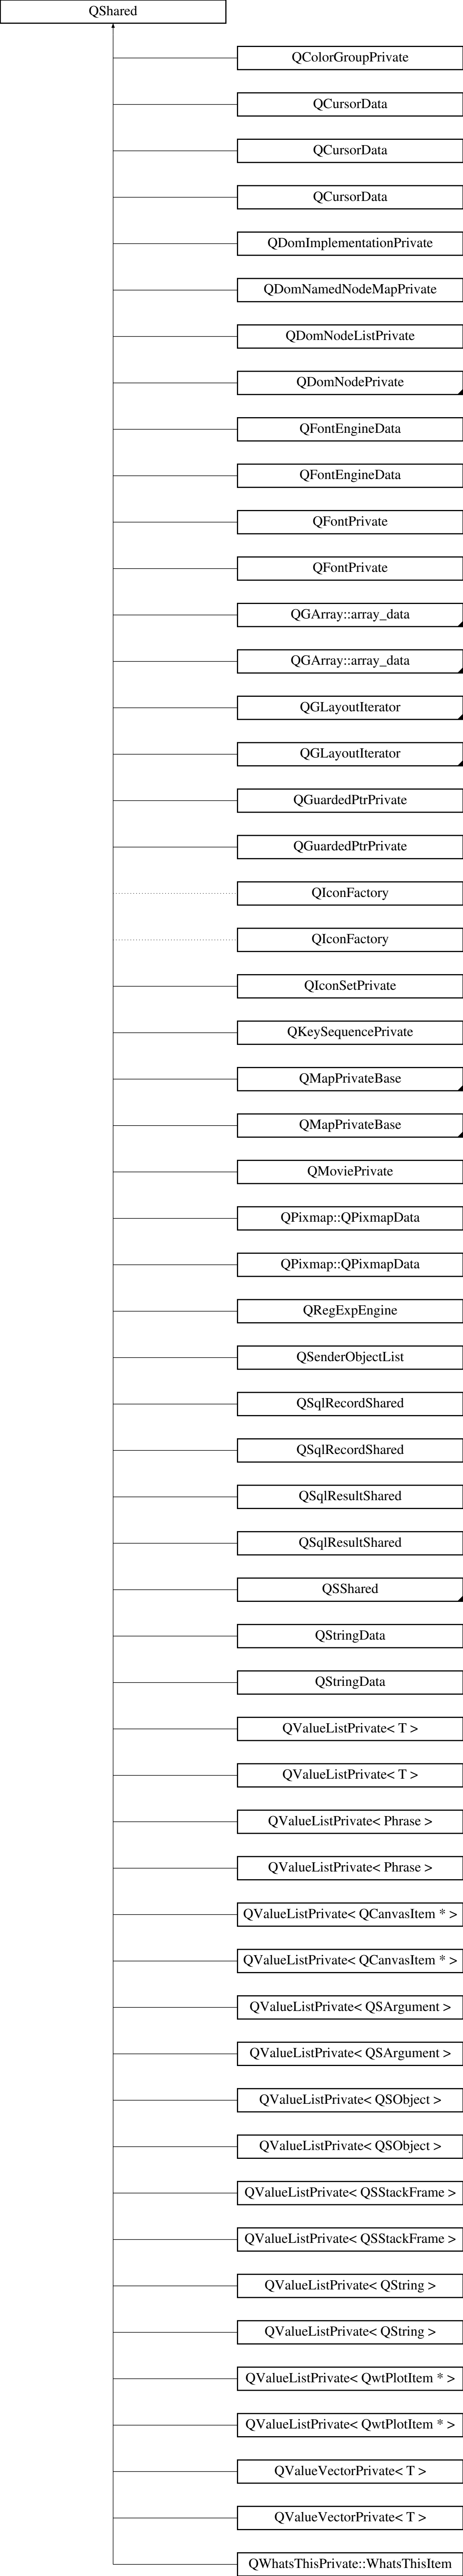 QShared
QColorGroupPrivate
QCursorData
QCursorData
QCursorData
QDomImplementationPrivate
QDomNamedNodeMapPrivate
QDomNodeListPrivate
QDomNodePrivate
QFontEngineData
QFontEngineData
QFontPrivate
QFontPrivate
QGArray::array_data
QGArray::array_data
QGLayoutIterator
QGLayoutIterator
QGuardedPtrPrivate
QGuardedPtrPrivate
QIconFactory
QIconFactory
QIconSetPrivate
QKeySequencePrivate
QMapPrivateBase
QMapPrivateBase
QMoviePrivate
QPixmap::QPixmapData
QPixmap::QPixmapData
QRegExpEngine
QSenderObjectList
QSqlRecordShared
QSqlRecordShared
QSqlResultShared
QSqlResultShared
QSShared
QStringData
QStringData
QValueListPrivate< T >
QValueListPrivate< T >
QValueListPrivate< Phrase >
QValueListPrivate< Phrase >
QValueListPrivate< QCanvasItem * >
QValueListPrivate< QCanvasItem * >
QValueListPrivate< QSArgument >
QValueListPrivate< QSArgument >
QValueListPrivate< QSObject >
QValueListPrivate< QSObject >
QValueListPrivate< QSStackFrame >
QValueListPrivate< QSStackFrame >
QValueListPrivate< QString >
QValueListPrivate< QString >
QValueListPrivate< QwtPlotItem * >
QValueListPrivate< QwtPlotItem * >
QValueVectorPrivate< T >
QValueVectorPrivate< T >
QWhatsThisPrivate::WhatsThisItem